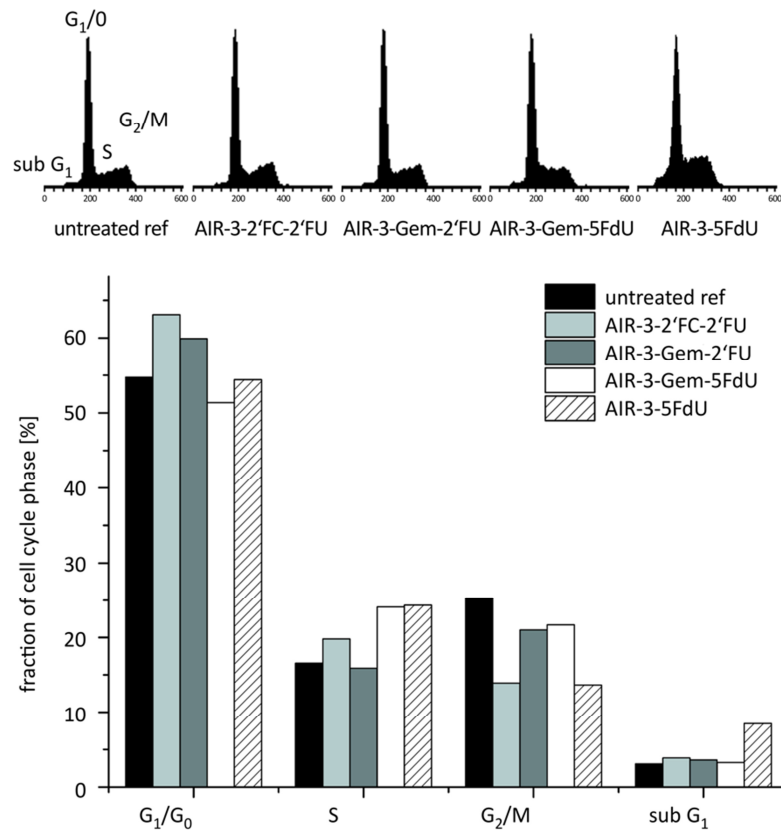 G1/0
G2/M
S
sub G1
0 200 400 600
0 200 400 600
0 200 400 600
0 200 400 600
0 200 400 600
untreated ref
AIR-3-2‘FC-2‘FU
AIR-3-Gem-2‘FU
AIR-3-Gem-5FdU
AIR-3-5FdU
untreated ref
AIR-3-2‘FC-2‘FU
AIR-3-Gem-2‘FU
AIR-3-Gem-5FdU
AIR-3-5FdU
fraction of cell cycle phase [%]
60
50
40
30
20
10
0
G1/G0
S
G2/M
sub G1